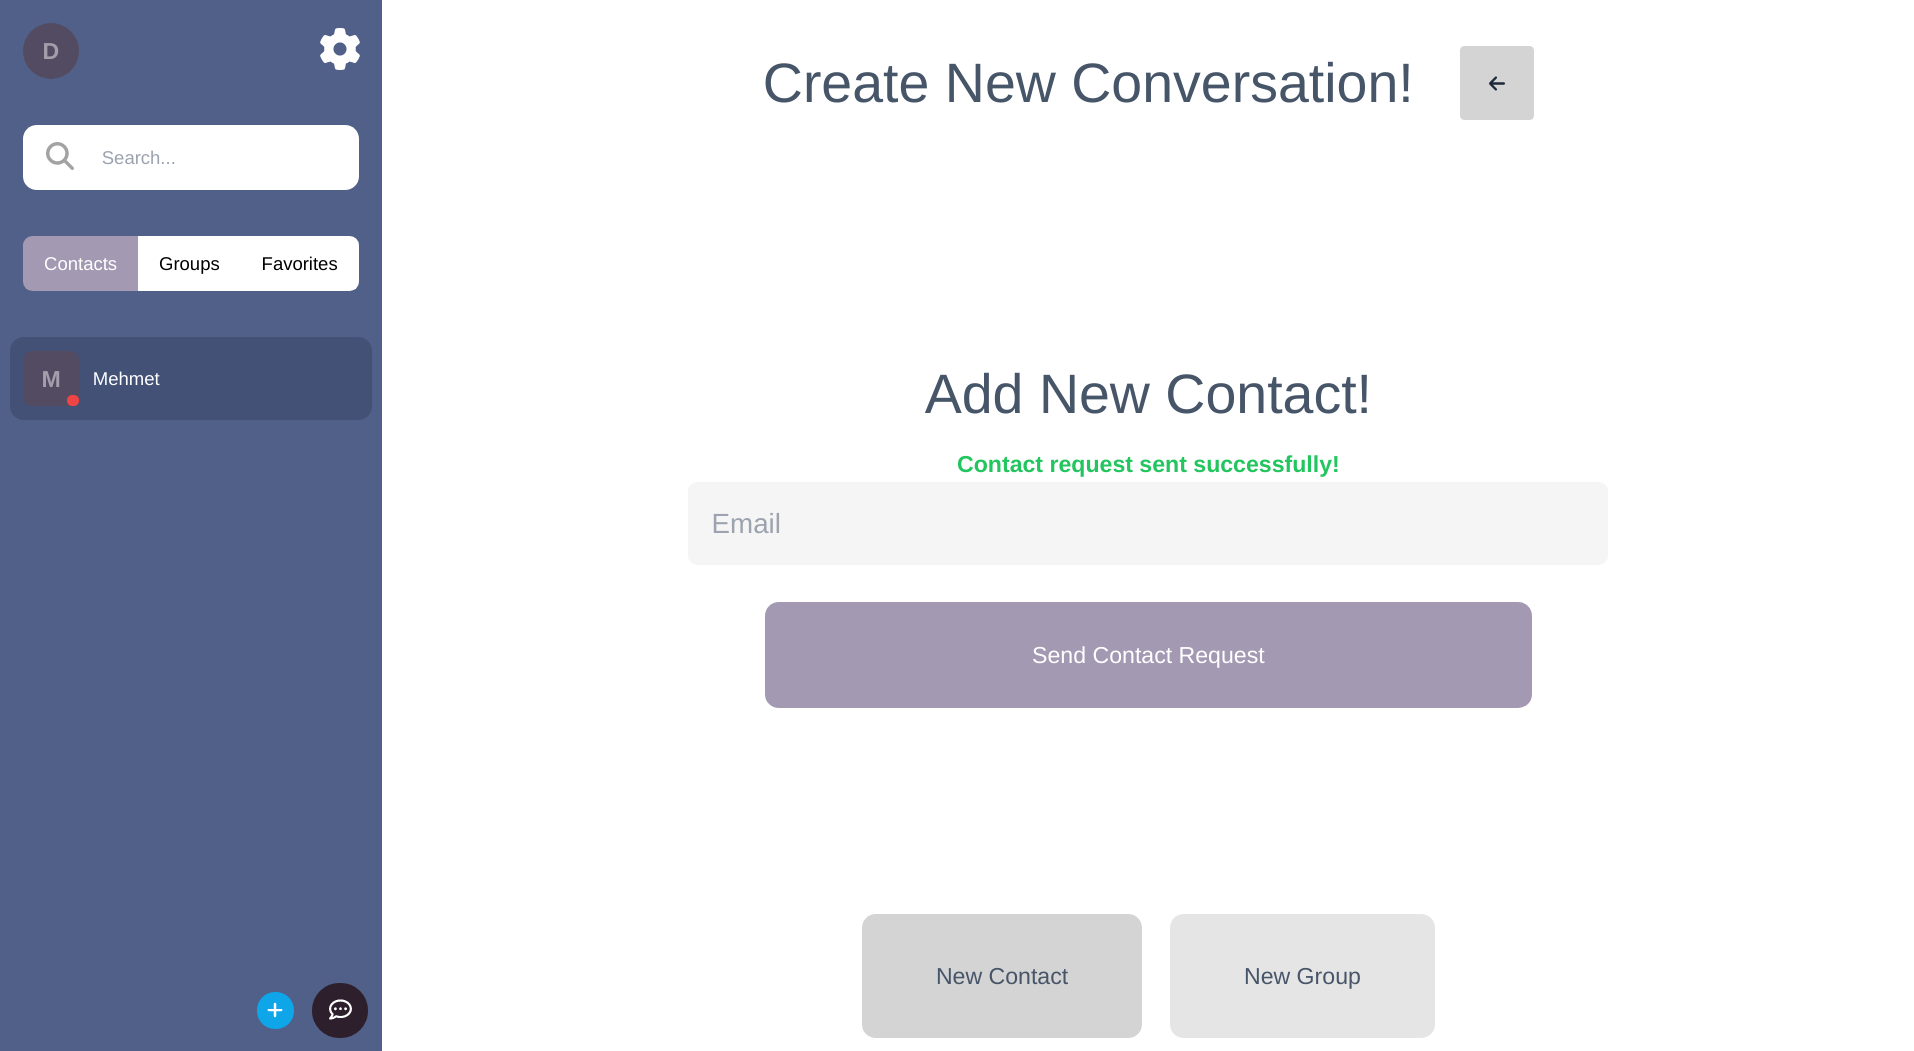 D
Search...
Contacts
Groups
Favorites
M
Mehmet
Create New Conversation!
Add New Contact!
Contact request sent successfully!
Email
Send Contact Request
New Contact
New Group